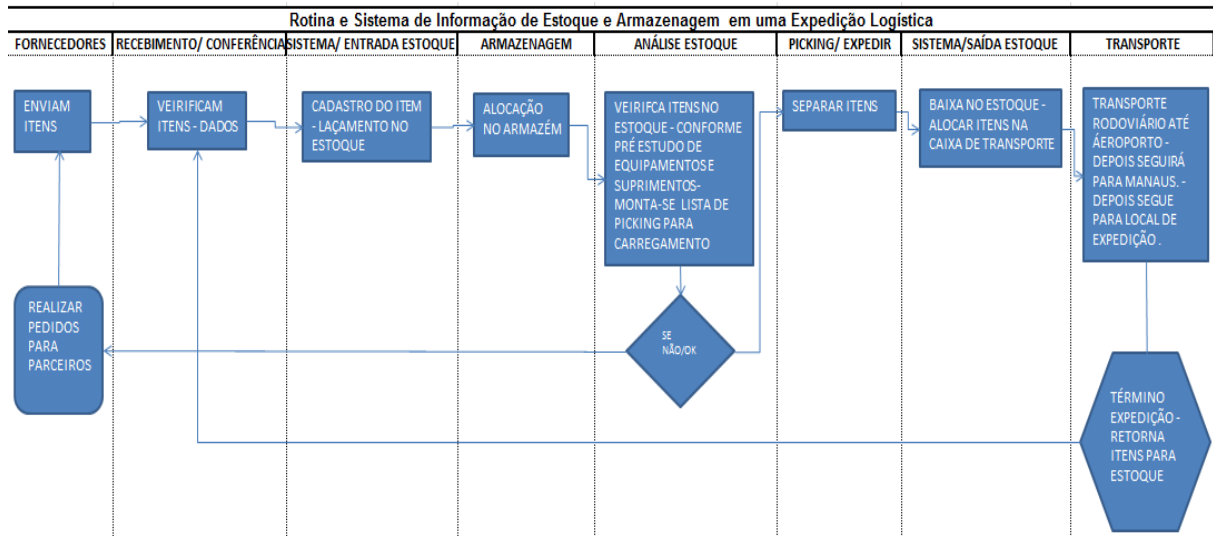 Rotina e Sistema de Informação de Estoque e Armazenagem em uma Expedição Logística
FORNECEDORES
RECEBIMENTO/ CONFERÊNCIA
SISTEMA/ ENTRADA ESTOQUE
ARMAZENAGEM
ANÁLISE ESTOQUE
PICKING/ EXPEDIR
SISTEMA/SAÍDA ESTOQUE
TRANSPORTE
ENVIAM
ITENS
VEIRIFICAM
ITENS - DADOS
CADASTRO DO ITEM
- LAÇAMENTO NO
ESTOQUE
ALOCAÇÃO
NO ARMAZÉM
VEIRIFCA ITENS NO
ESTOQUE - CONFORME
PRÉ ESTUDO DE
EQUIPAMENTOS E
SUPRIMENTOS-
MONTA-SE LISTA DE
PICKING PARA
CARREGAMENTO
SEPARAR ITENS
BAIXA NO ESTOQUE -
ALOCAR ITENS NA
CAIXA DE TRANSPORTE
TRANSPORTE
RODOVIÁRIO ATÉ
ÁEROPORTO -
DEPOIS SEGUIRÁ
PARA MANAUS. -
DEPOIS SEGUE
PARA LOCAL DE
EXPEDIÇÃO .
REALIZAR
PEDIDOS
PARA
PARCEIROS
SE
NÃO/OK
TÉRMINO
EXPEDIÇÃO -
RETORNA
ITENS PARA
ESTOQUE